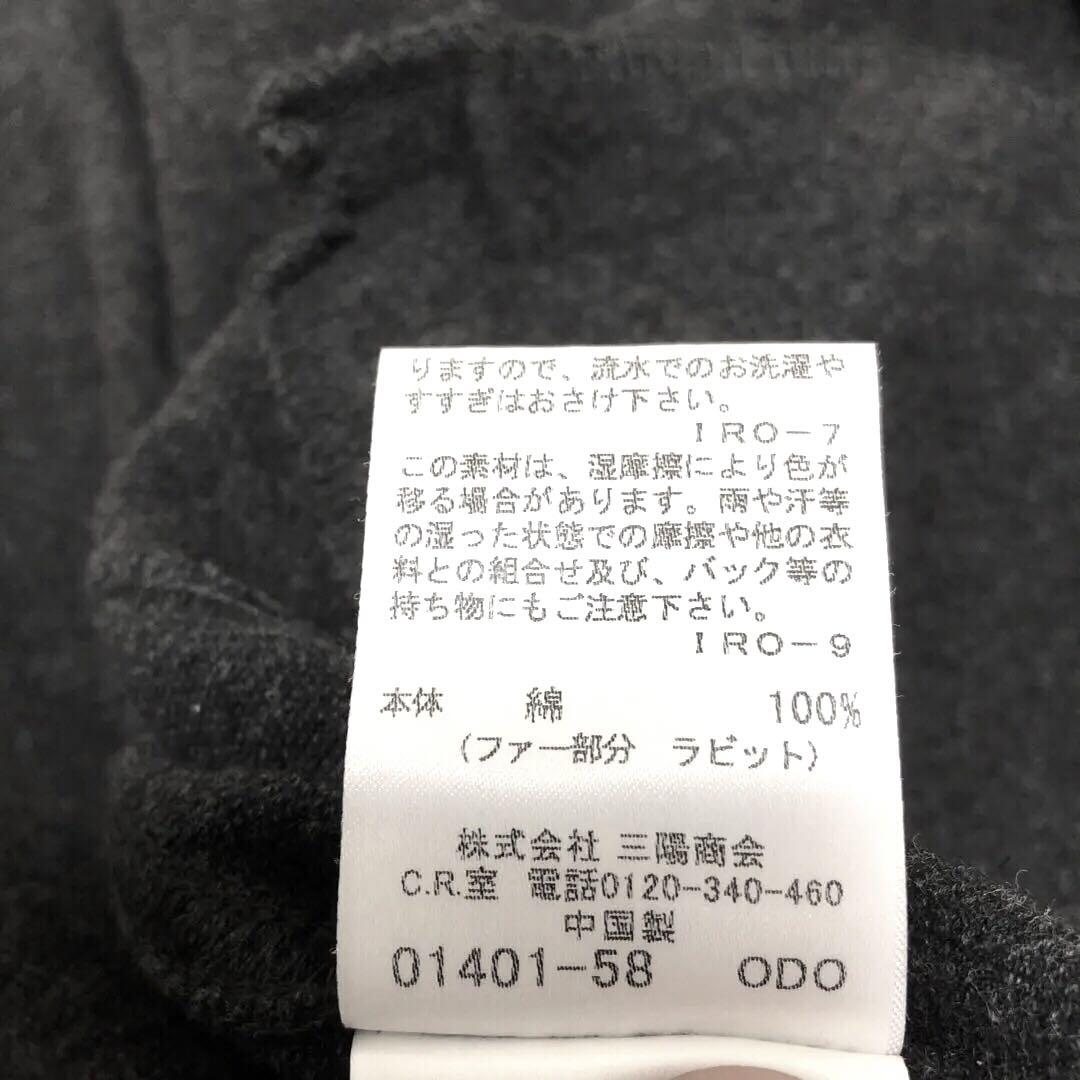 りますので、流水でのお洗濯や
すすぎはおさけ下さい。
IRO-7
この素材は、湿摩擦により色が
移る場合があります。雨や汗等
の湿った状態での摩擦や他の衣
料との組合せ及び、バック等の
持ち物にもご注意下さい。
IRO-9
本体 綿 100%
(ファー部分 ラビット)
株式会社 三陽商会
C.R.室 電話0120-340-460
中国製
01401-58 ODO